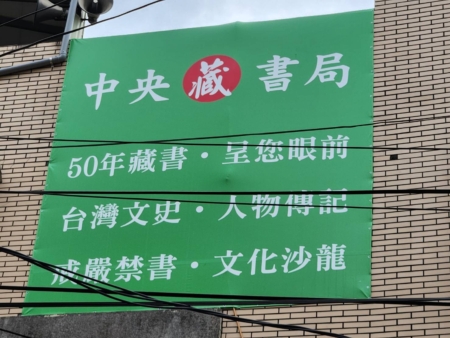 中央藏書局
50年藏書・呈您眼前
台灣文史・人物傳記
戒嚴禁書・文化沙龍